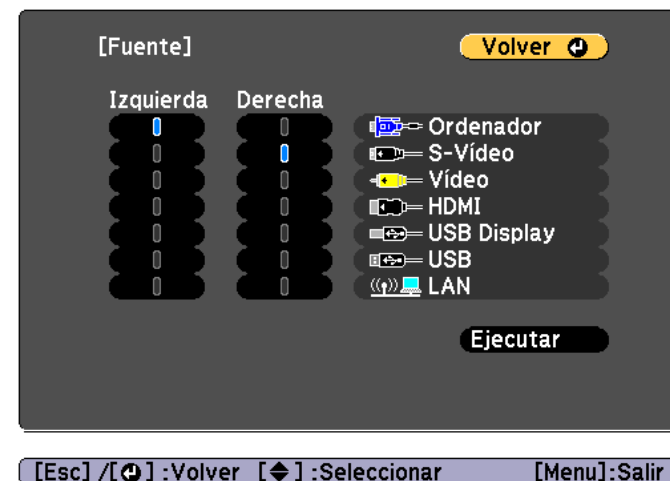 [Fuente] Volver
Izquierda Derecha
Ordenador
S-Vídeo
Vídeo
HDMI
USB Display
USB
LAN
Ejecutar
[Esc] /[ ] :Volver [ ] :Seleccionar [Menu]:Salir